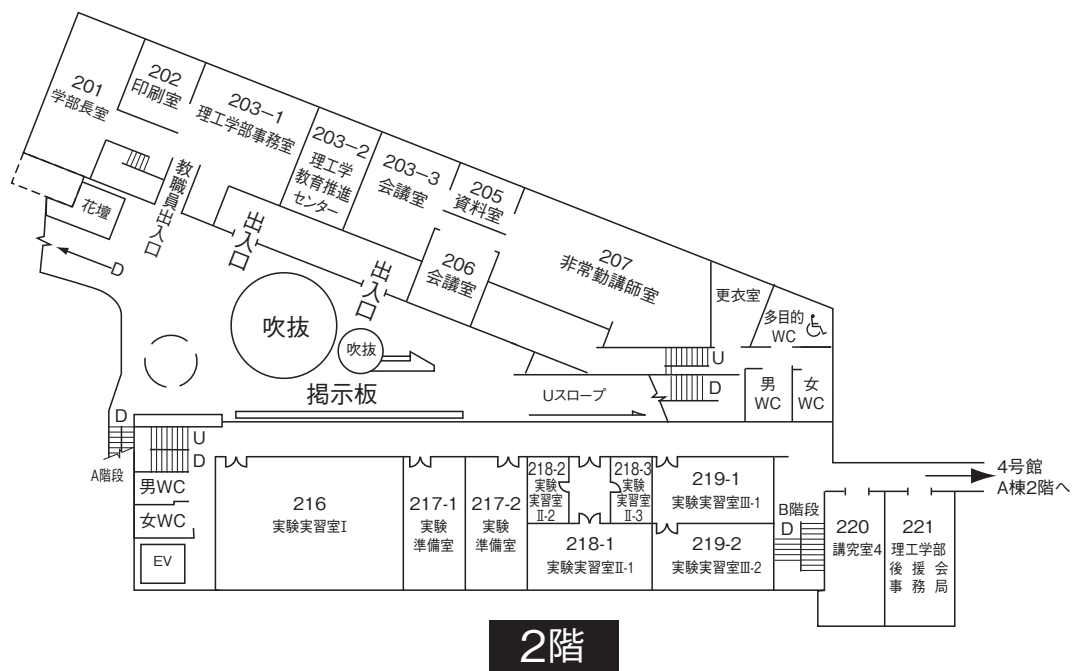 201
学部長室
202
印刷室
203-1
理工学部事務室
203-2
理工学
教育推進
センター
203-3
会議室
205
資料室
206
会議室
207
非常勤講師室
更衣室
多目的
WC
教職員出入口
花壇
D
出入口
出入口
吹抜
吹抜
掲示板
Uスロープ
U
D
男
WC
女
WC
D
A階段
U
D
男WC
女WC
EV
216
実験実習室I
217-1
実験
準備室
217-2
実験
準備室
218-2
実験
実習室
II-2
218-3
実験
実習室
II-3
218-1
実験実習室II-1
219-1
実験実習室III-1
219-2
実験実習室III-2
B階段
D
220
講究室4
221
理工学部
後援会
事務局
4号館
A棟2階へ
2階